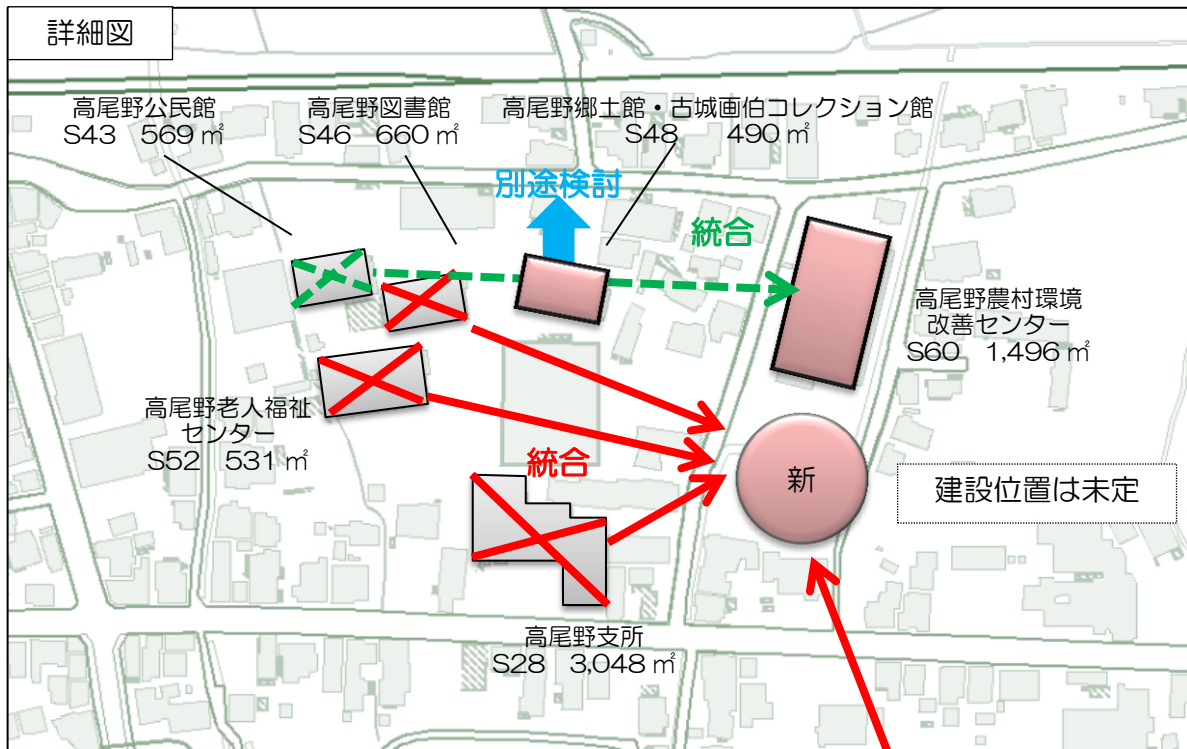 詳細図
高尾野公民館
S43 569㎡
高尾野図書館
S46 660㎡
高尾野郷土館・古城画伯コレクション館
S48 490㎡
別途検討
統合
高尾野農村環境
改善センター
S60 1,496㎡
高尾野老人福祉
センター
S52 531㎡
統合
新
建設位置は未定
高尾野支所
S28 3,048㎡